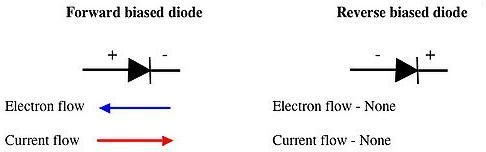 Forward biased diode
+ -
Electron flow
Current flow
Reverse biased diode
- +
Electron flow - None
Current flow - None